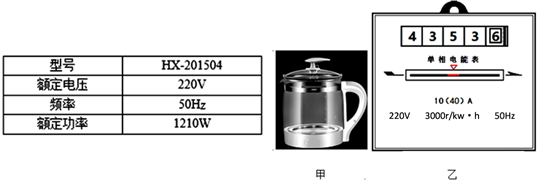 型号 HX-201504
额定电压 220V
频率 50Hz
额定功率 1210W
4 3 5 3 6
单相电能表
10(40)A
220V 3000r/kw·h 50Hz
甲
乙